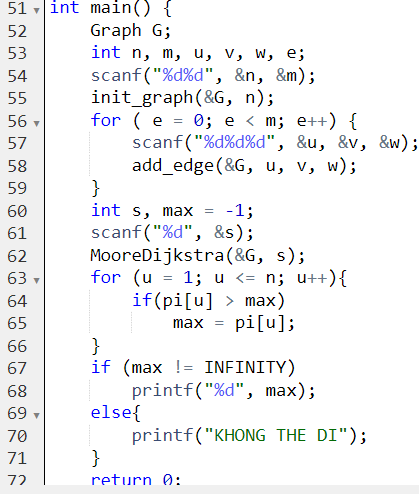 51 int main() {
52 Graph G;
53 int n, m, u, v, w, e;
54 scanf("%d%d", &n, &m);
55 init_graph(&G, n);
56 for ( e = 0; e < m; e++) {
57 scanf("%d%d%d", &u, &v, &w);
58 add_edge(&G, u, v, w);
59 }
60 int s, max = -1;
61 scanf("%d", &s);
62 MooreDijkstra(&G, s);
63 for (u = 1; u <= n; u++){
64 if(pi[u] > max)
65 max = pi[u];
66 }
67 if (max != INFINITY)
68 printf("%d", max);
69 else{
70 printf("KHONG THE DI");
71 }
72 return 0;